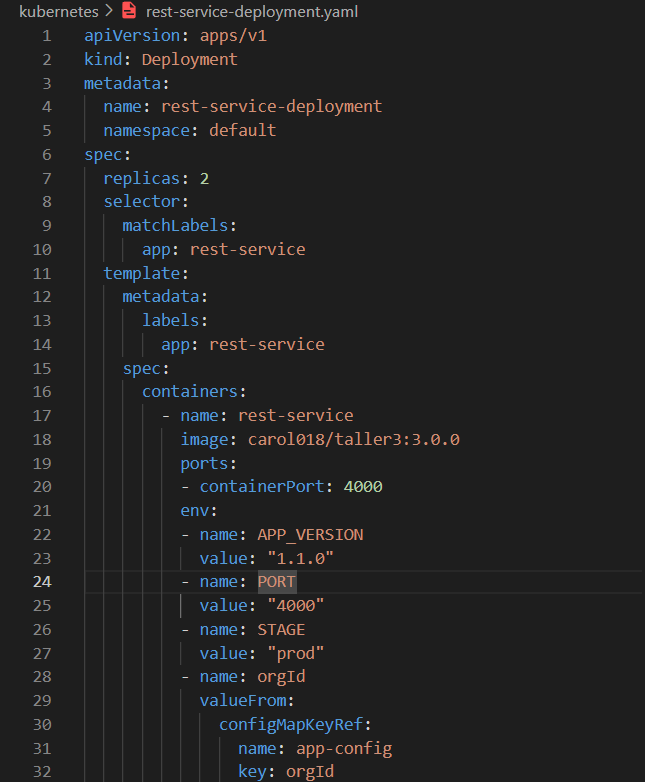 kubernetes > rest-service-deployment.yaml
1 apiVersion: apps/v1
2 kind: Deployment
3 metadata:
4   name: rest-service-deployment
5   namespace: default
6 spec:
7   replicas: 2
8   selector:
9     matchLabels:
10       app: rest-service
11   template:
12     metadata:
13       labels:
14         app: rest-service
15     spec:
16       containers:
17         - name: rest-service
18           image: carol018/taller3:3.0.0
19           ports:
20           - containerPort: 4000
21           env:
22           - name: APP_VERSION
23             value: "1.1.0"
24           - name: PORT
25             value: "4000"
26           - name: STAGE
27             value: "prod"
28           - name: orgId
29             valueFrom:
30               configMapKeyRef:
31                 name: app-config
32                 key: orgId